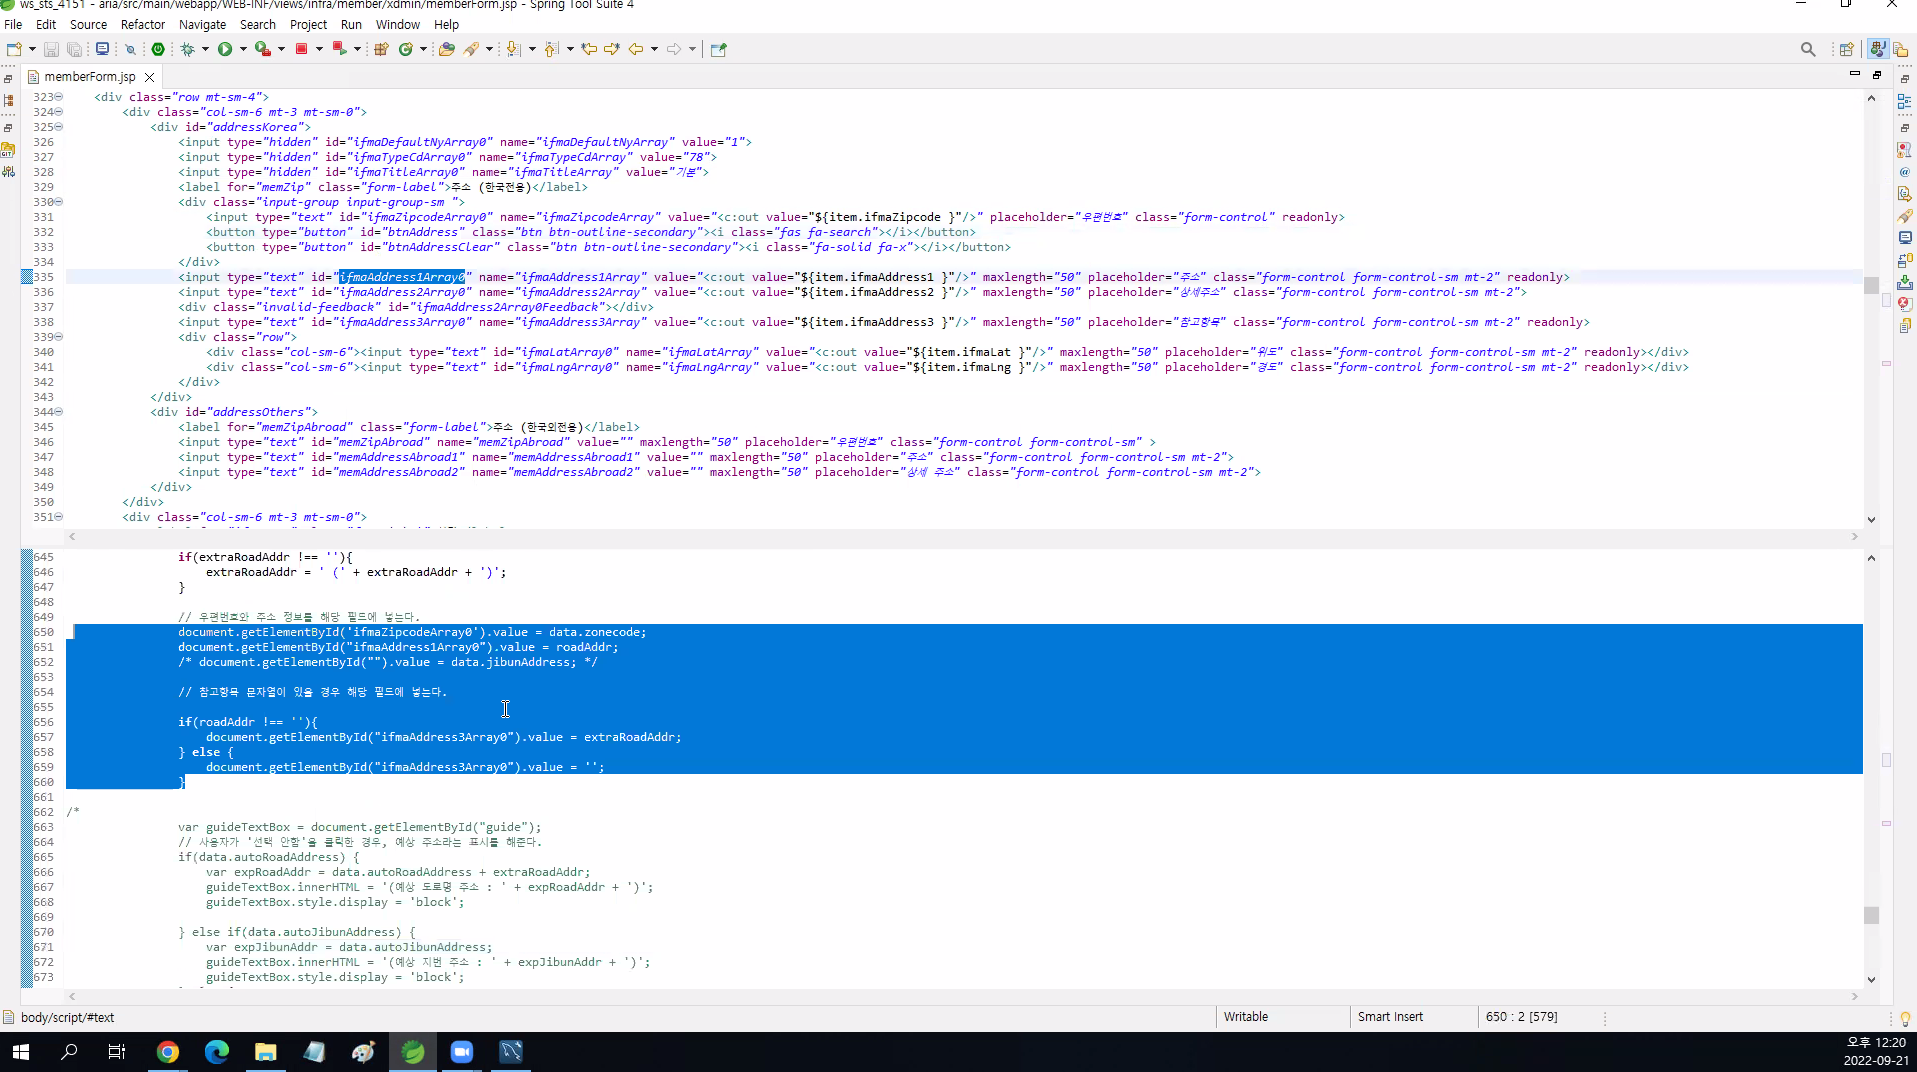 ws_sts_4151 - aria/src/main/webapp/WEB-INF/views/infra/member/xdmin/memberForm.jsp - Spring Tool Suite 4
File Edit Source Refactor Navigate Search Project Run Window Help
memberForm.jsp
323 <div class="row mt-sm-4">
324 <div class="col-sm-6 mt-3 mt-sm-0">
325 <div id="addressKorea">
326 <input type="hidden" id="ifmaDefaultNyArray0" name="ifmaDefaultNyArray" value="1">
327 <input type="hidden" id="ifmaTypeCdArray0" name="ifmaTypeCdArray" value="78">
328 <input type="hidden" id="ifmaTitleArray0" name="ifmaTitleArray" value="기본">
329 <label for="memZip" class="form-label">주소 (한국전용)</label>
330 <div class="input-group input-group-sm ">
331 <input type="text" id="ifmaZipcodeArray0" name="ifmaZipcodeArray" value="<c:out value="${item.ifmaZipcode }"/>" placeholder="우편번호" class="form-control" readonly>
332 <button type="button" id="btnAddress" class="btn btn-outline-secondary"><i class="fas fa-search"></i></button>
333 <button type="button" id="btnAddressClear" class="btn btn-outline-secondary"><i class="fa-solid fa-x"></i></button>
334 </div>
335 <input type="text" id="ifmaAddress1Array0" name="ifmaAddress1Array" value="<c:out value="${item.ifmaAddress1 }"/>" maxlength="50" placeholder="주소" class="form-control form-control-sm mt-2" readonly>
336 <input type="text" id="ifmaAddress2Array0" name="ifmaAddress2Array" value="<c:out value="${item.ifmaAddress2 }"/>" maxlength="50" placeholder="상세주소" class="form-control form-control-sm mt-2">
337 <div class="invalid-feedback" id="ifmaAddress2Array0Feedback"></div>
338 <input type="text" id="ifmaAddress3Array0" name="ifmaAddress3Array" value="<c:out value="${item.ifmaAddress3 }"/>" maxlength="50" placeholder="참고항목" class="form-control form-control-sm mt-2" readonly>
339 <div class="row">
340 <div class="col-sm-6"><input type="text" id="ifmaLatArray0" name="ifmaLatArray" value="<c:out value="${item.ifmaLat }"/>" maxlength="50" placeholder="위도" class="form-control form-control-sm mt-2" readonly></div>
341 <div class="col-sm-6"><input type="text" id="ifmaLngArray0" name="ifmaLngArray" value="<c:out value="${item.ifmaLng }"/>" maxlength="50" placeholder="경도" class="form-control form-control-sm mt-2" readonly></div>
342 </div>
343 </div>
344 <div id="addressOthers">
345 <label for="memZipAbroad" class="form-label">주소 (한국외전용)</label>
346 <input type="text" id="memZipAbroad" name="memZipAbroad" value="" maxlength="50" placeholder="우편번호" class="form-control form-control-sm" >
347 <input type="text" id="memAddressAbroad1" name="memAddressAbroad1" value="" maxlength="50" placeholder="주소" class="form-control form-control-sm mt-2">
348 <input type="text" id="memAddressAbroad2" name="memAddressAbroad2" value="" maxlength="50" placeholder="상세 주소" class="form-control form-control-sm mt-2">
349 </div>
350 </div>
351 <div class="col-sm-6 mt-3 mt-sm-0">
645 if(extraRoadAddr !== ''){
646 extraRoadAddr = ' (' + extraRoadAddr + ')';
647 }
648
649 // 우편번호와 주소 정보를 해당 필드에 넣는다.
650 document.getElementById('ifmaZipcodeArray0').value = data.zonecode;
651 document.getElementById("ifmaAddress1Array0").value = roadAddr;
652 /* document.getElementById("").value = data.jibunAddress; */
653
654 // 참고항목 문자열이 있을 경우 해당 필드에 넣는다.
655
656 if(roadAddr !== ''){
657 document.getElementById("ifmaAddress3Array0").value = extraRoadAddr;
658 } else {
659 document.getElementById("ifmaAddress3Array0").value = '';
660 }
661
662 /*
663 var guideTextBox = document.getElementById("guide");
664 // 사용자가 '선택 안함'을 클릭한 경우, 예상 주소라는 표시를 해준다.
665 if(data.autoRoadAddress) {
666 var expRoadAddr = data.autoRoadAddress + extraRoadAddr;
667 guideTextBox.innerHTML = '(예상 도로명 주소 : ' + expRoadAddr + ')';
668 guideTextBox.style.display = 'block';
669
670 } else if(data.autoJibunAddress) {
671 var expJibunAddr = data.autoJibunAddress;
672 guideTextBox.innerHTML = '(예상 지번 주소 : ' + expJibunAddr + ')';
673 guideTextBox.style.display = 'block';
body/script/#text
Writable
Smart Insert
650 : 2 [579]
오후 12:20
2022-09-21